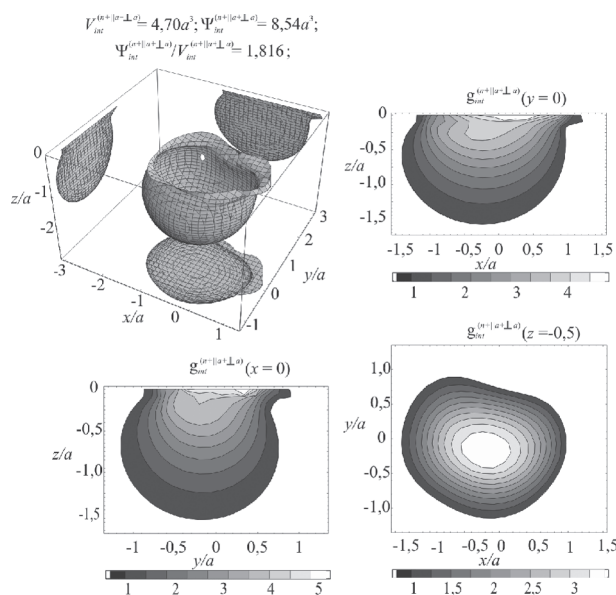 V_int^(n+||a+⊥a) = 4,70a³; Ψ_int^(n+||a+⊥a) = 8,54a³;
Ψ_int^(n+||a+⊥a)/V_int^(n+||a+⊥a) = 1,816;
0
z/a -1
-2
-3
-2
-1
x/a
0
1
-1
0
y/a
1
2
3
g_int^(n+||a+⊥a) (y = 0)
0
-0,5
z/a
-1,0
-1,5
-1,5 -1 -0,5 0 0,5 1 1,5
x/a
1 2 3 4
g_int^(n+||a+⊥a) (x = 0)
0
-0,5
z/a
-1,0
-1,5
-1 -0,5 0 0,5 1
y/a
1 2 3 4 5
g_int^(n+||a+⊥a) (z =-0,5)
1,0
0,5
y/a
0
-0,5
-1,0
-1,5 -1 -0,5 0 0,5 1 1,5
x/a
1 1,5 2 2,5 3